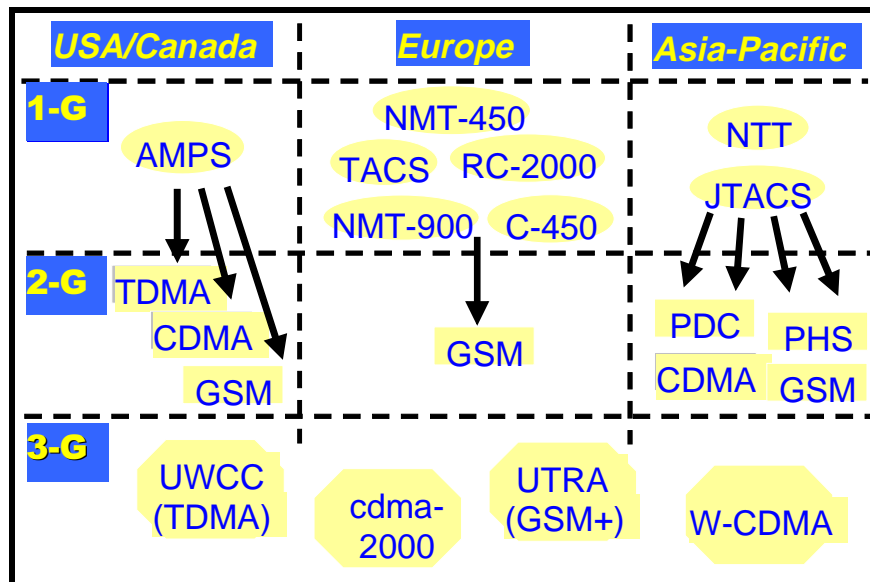 USA/Canada
Europe
Asia-Pacific
1-G
AMPS
NMT-450
TACS
RC-2000
NMT-900
C-450
NTT
JTACS
2-G
TDMA
CDMA
GSM
GSM
PDC
PHS
CDMA
GSM
3-G
UWCC
(TDMA)
cdma-
2000
UTRA
(GSM+)
W-CDMA